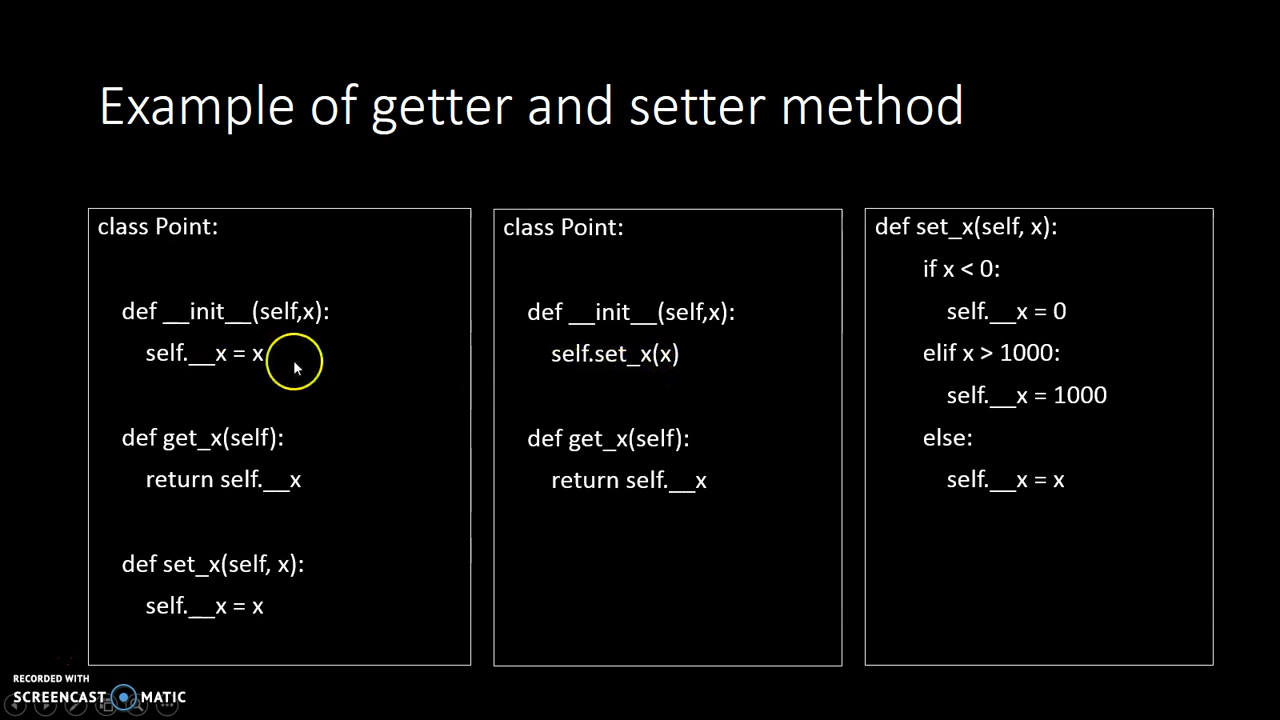 Example of getter and setter method
class Point:
def __init__(self,x):
self.__x = x
def get_x(self):
return self.__x
def set_x(self, x):
self.__x = x
class Point:
def __init__(self,x):
self.set_x(x)
def get_x(self):
return self.__x
def set_x(self, x):
if x < 0:
self.__x = 0
elif x > 1000:
self.__x = 1000
else:
self.__x = x
RECORDED WITH
SCREENCAST MATIC